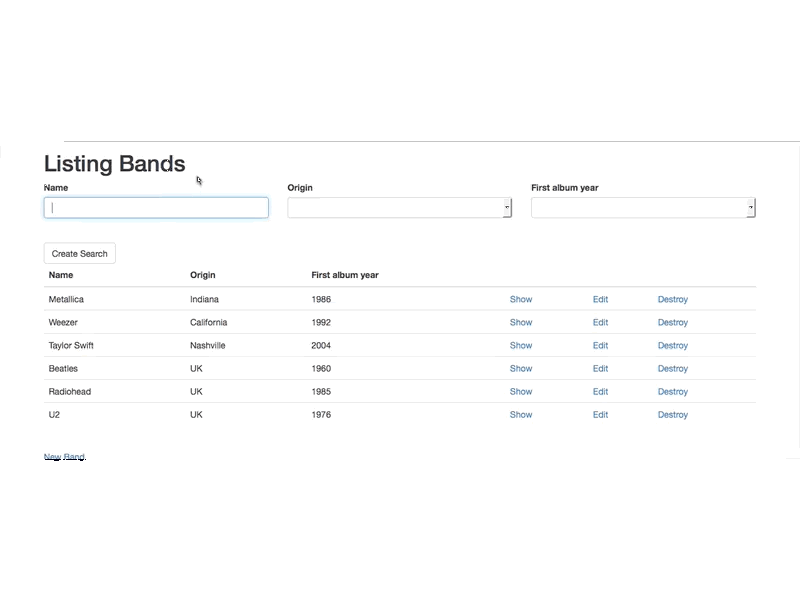 Listing Bands
Name Origin First album year
Create Search
Name Origin First album year
Metallica Indiana 1986 Show Edit Destroy
Weezer California 1992 Show Edit Destroy
Taylor Swift Nashville 2004 Show Edit Destroy
Beatles UK 1960 Show Edit Destroy
Radiohead UK 1985 Show Edit Destroy
U2 UK 1976 Show Edit Destroy
New Band